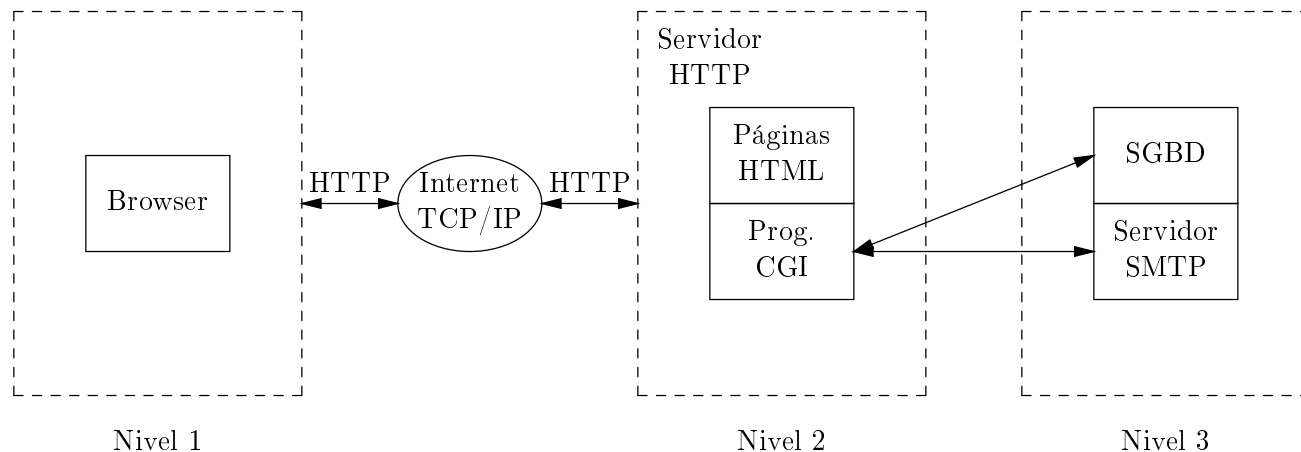 Servidor
HTTP
Páginas
HTML
SGBD
Browser
HTTP
Internet
TCP/IP
HTTP
Prog.
CGI
Servidor
SMTP
Nivel 1
Nivel 2
Nivel 3